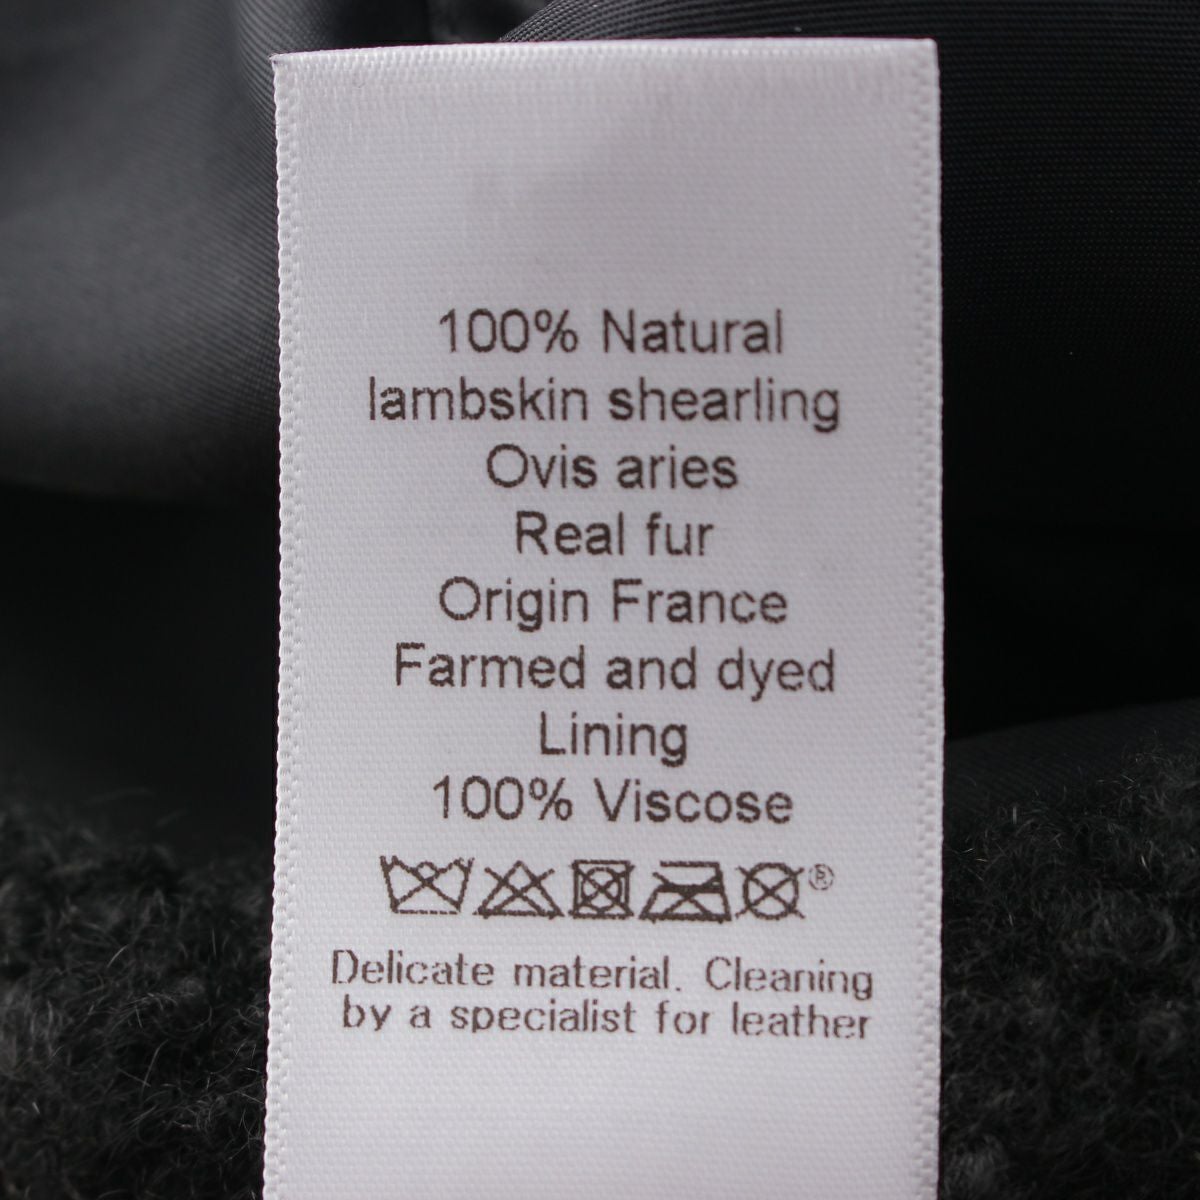 100% Natural
lambskin shearling
Ovis aries
Real fur
Origin France
Farmed and dyed
Lining
100% Viscose
®
Delicate material. Cleaning
by a specialist for leather